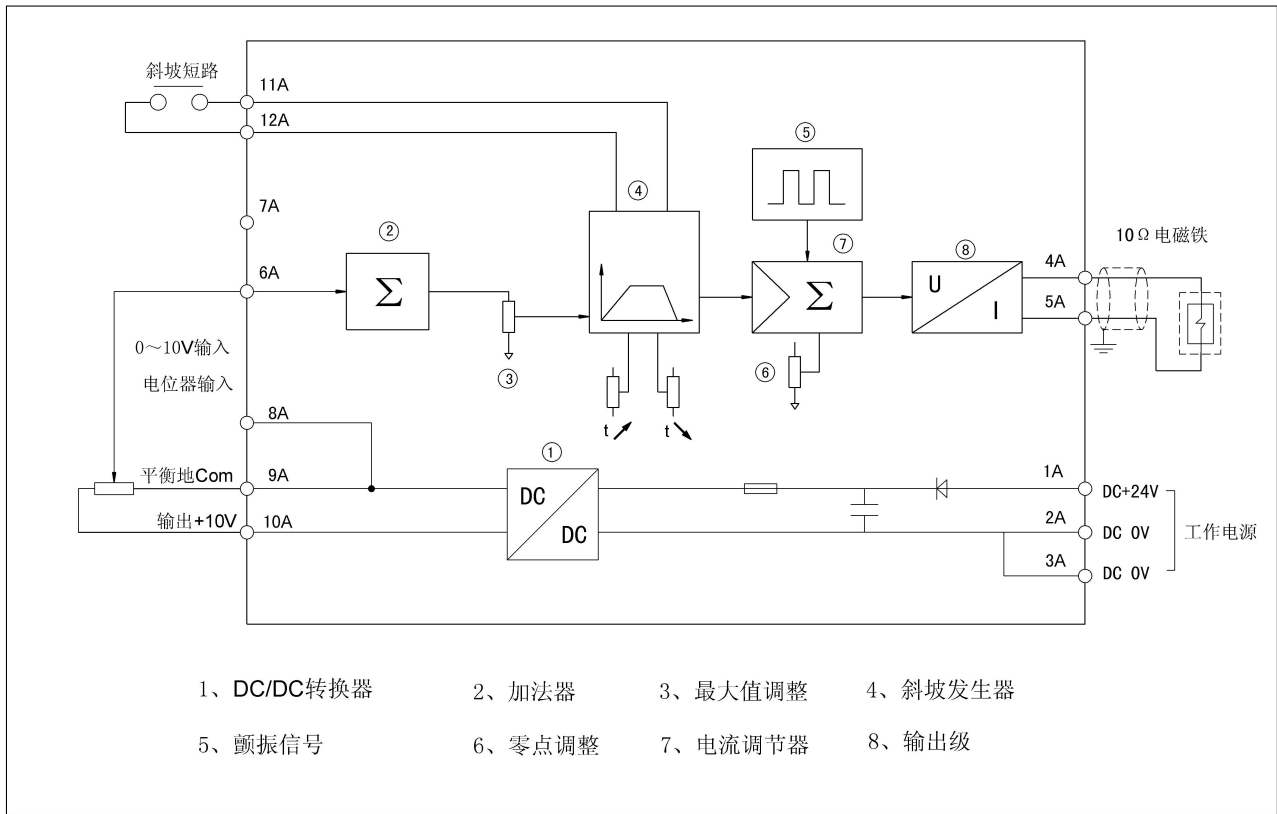 斜坡短路
11A
12A
7A
6A
0～10V输入
电位器输入
8A
平衡地Com
9A
输出+10V
10A
②
Σ
③
④
t
t
⑤
⑦
Σ
⑥
⑧
U
I
4A
5A
10Ω电磁铁
①
DC
DC
1A
DC+24V
2A
DC 0V
3A
DC 0V
工作电源
1、DC/DC转换器 2、加法器 3、最大值调整 4、斜坡发生器
5、颤振信号 6、零点调整 7、电流调节器 8、输出级